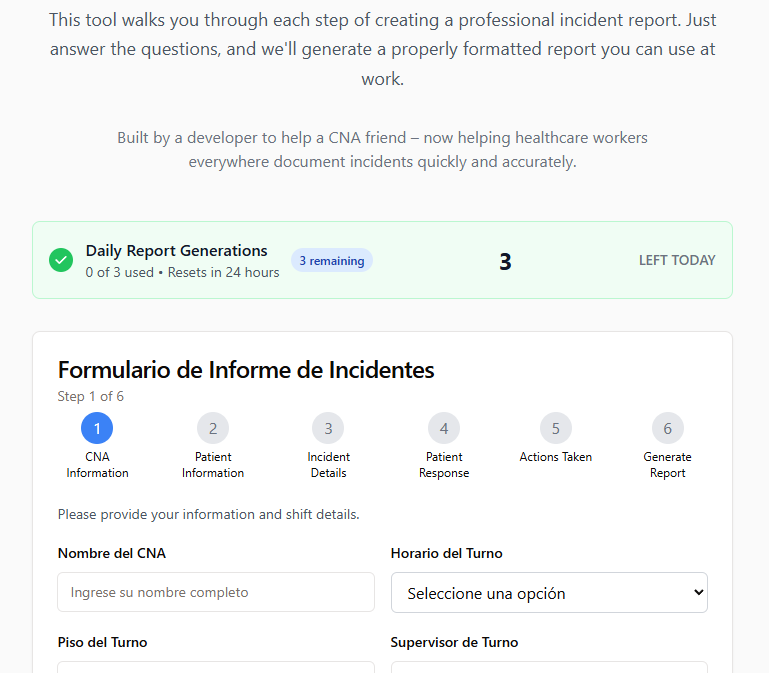 This tool walks you through each step of creating a professional incident report. Just
answer the questions, and we'll generate a properly formatted report you can use at
work.
Built by a developer to help a CNA friend – now helping healthcare workers
everywhere document incidents quickly and accurately.
Daily Report Generations
3 remaining
0 of 3 used • Resets in 24 hours
3
LEFT TODAY
Formulario de Informe de Incidentes
Step 1 of 6
1
2
3
4
5
6
CNA
Information
Patient
Information
Incident
Details
Patient
Response
Actions Taken
Generate
Report
Please provide your information and shift details.
Nombre del CNA
Horario del Turno
Ingrese su nombre completo
Seleccione una opción
Piso del Turno
Supervisor de Turno